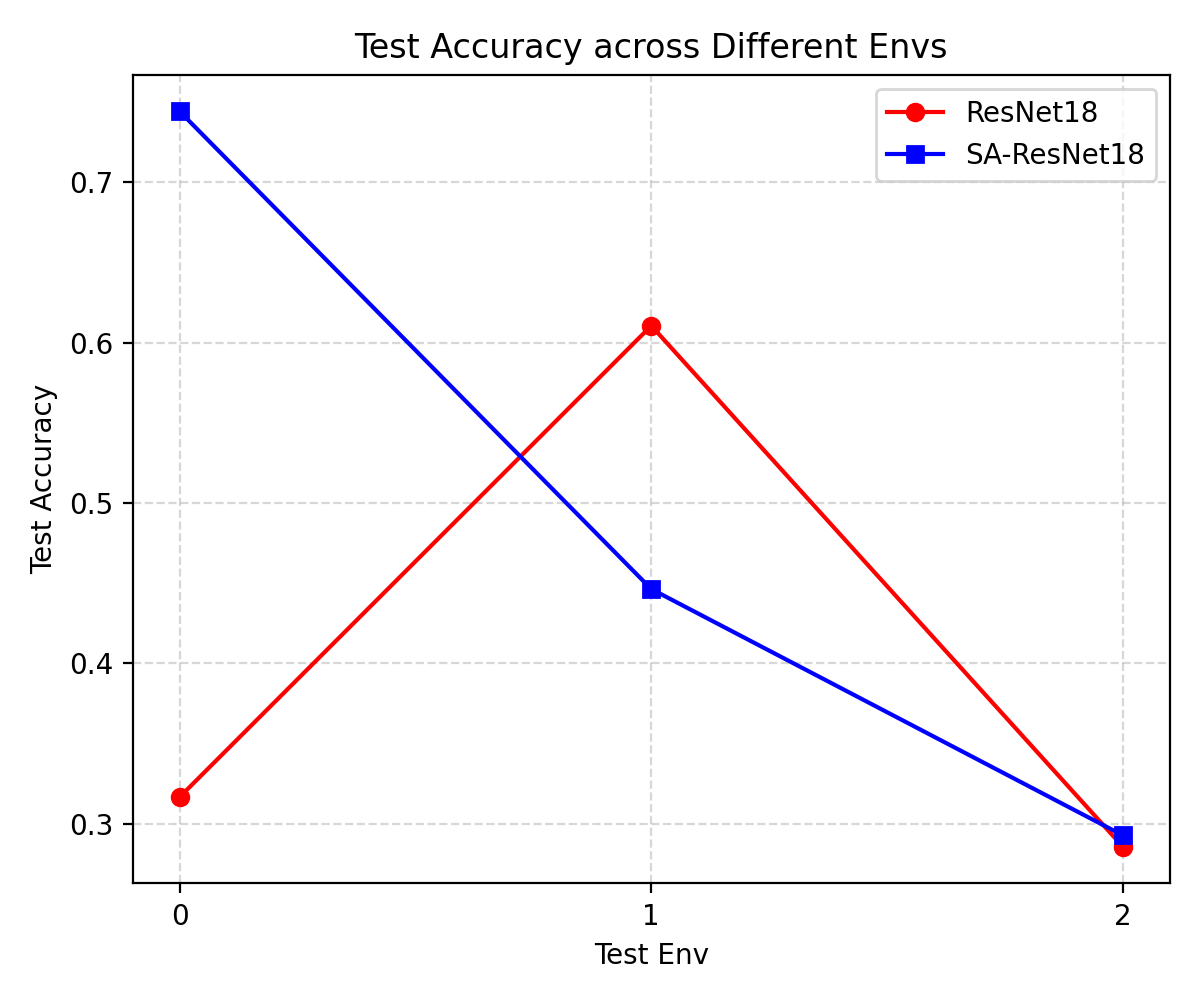 Test Accuracy across Different Envs
ResNet18
SA-ResNet18
Test Accuracy
0.7
0.6
0.5
0.4
0.3
0 1 2
Test Env